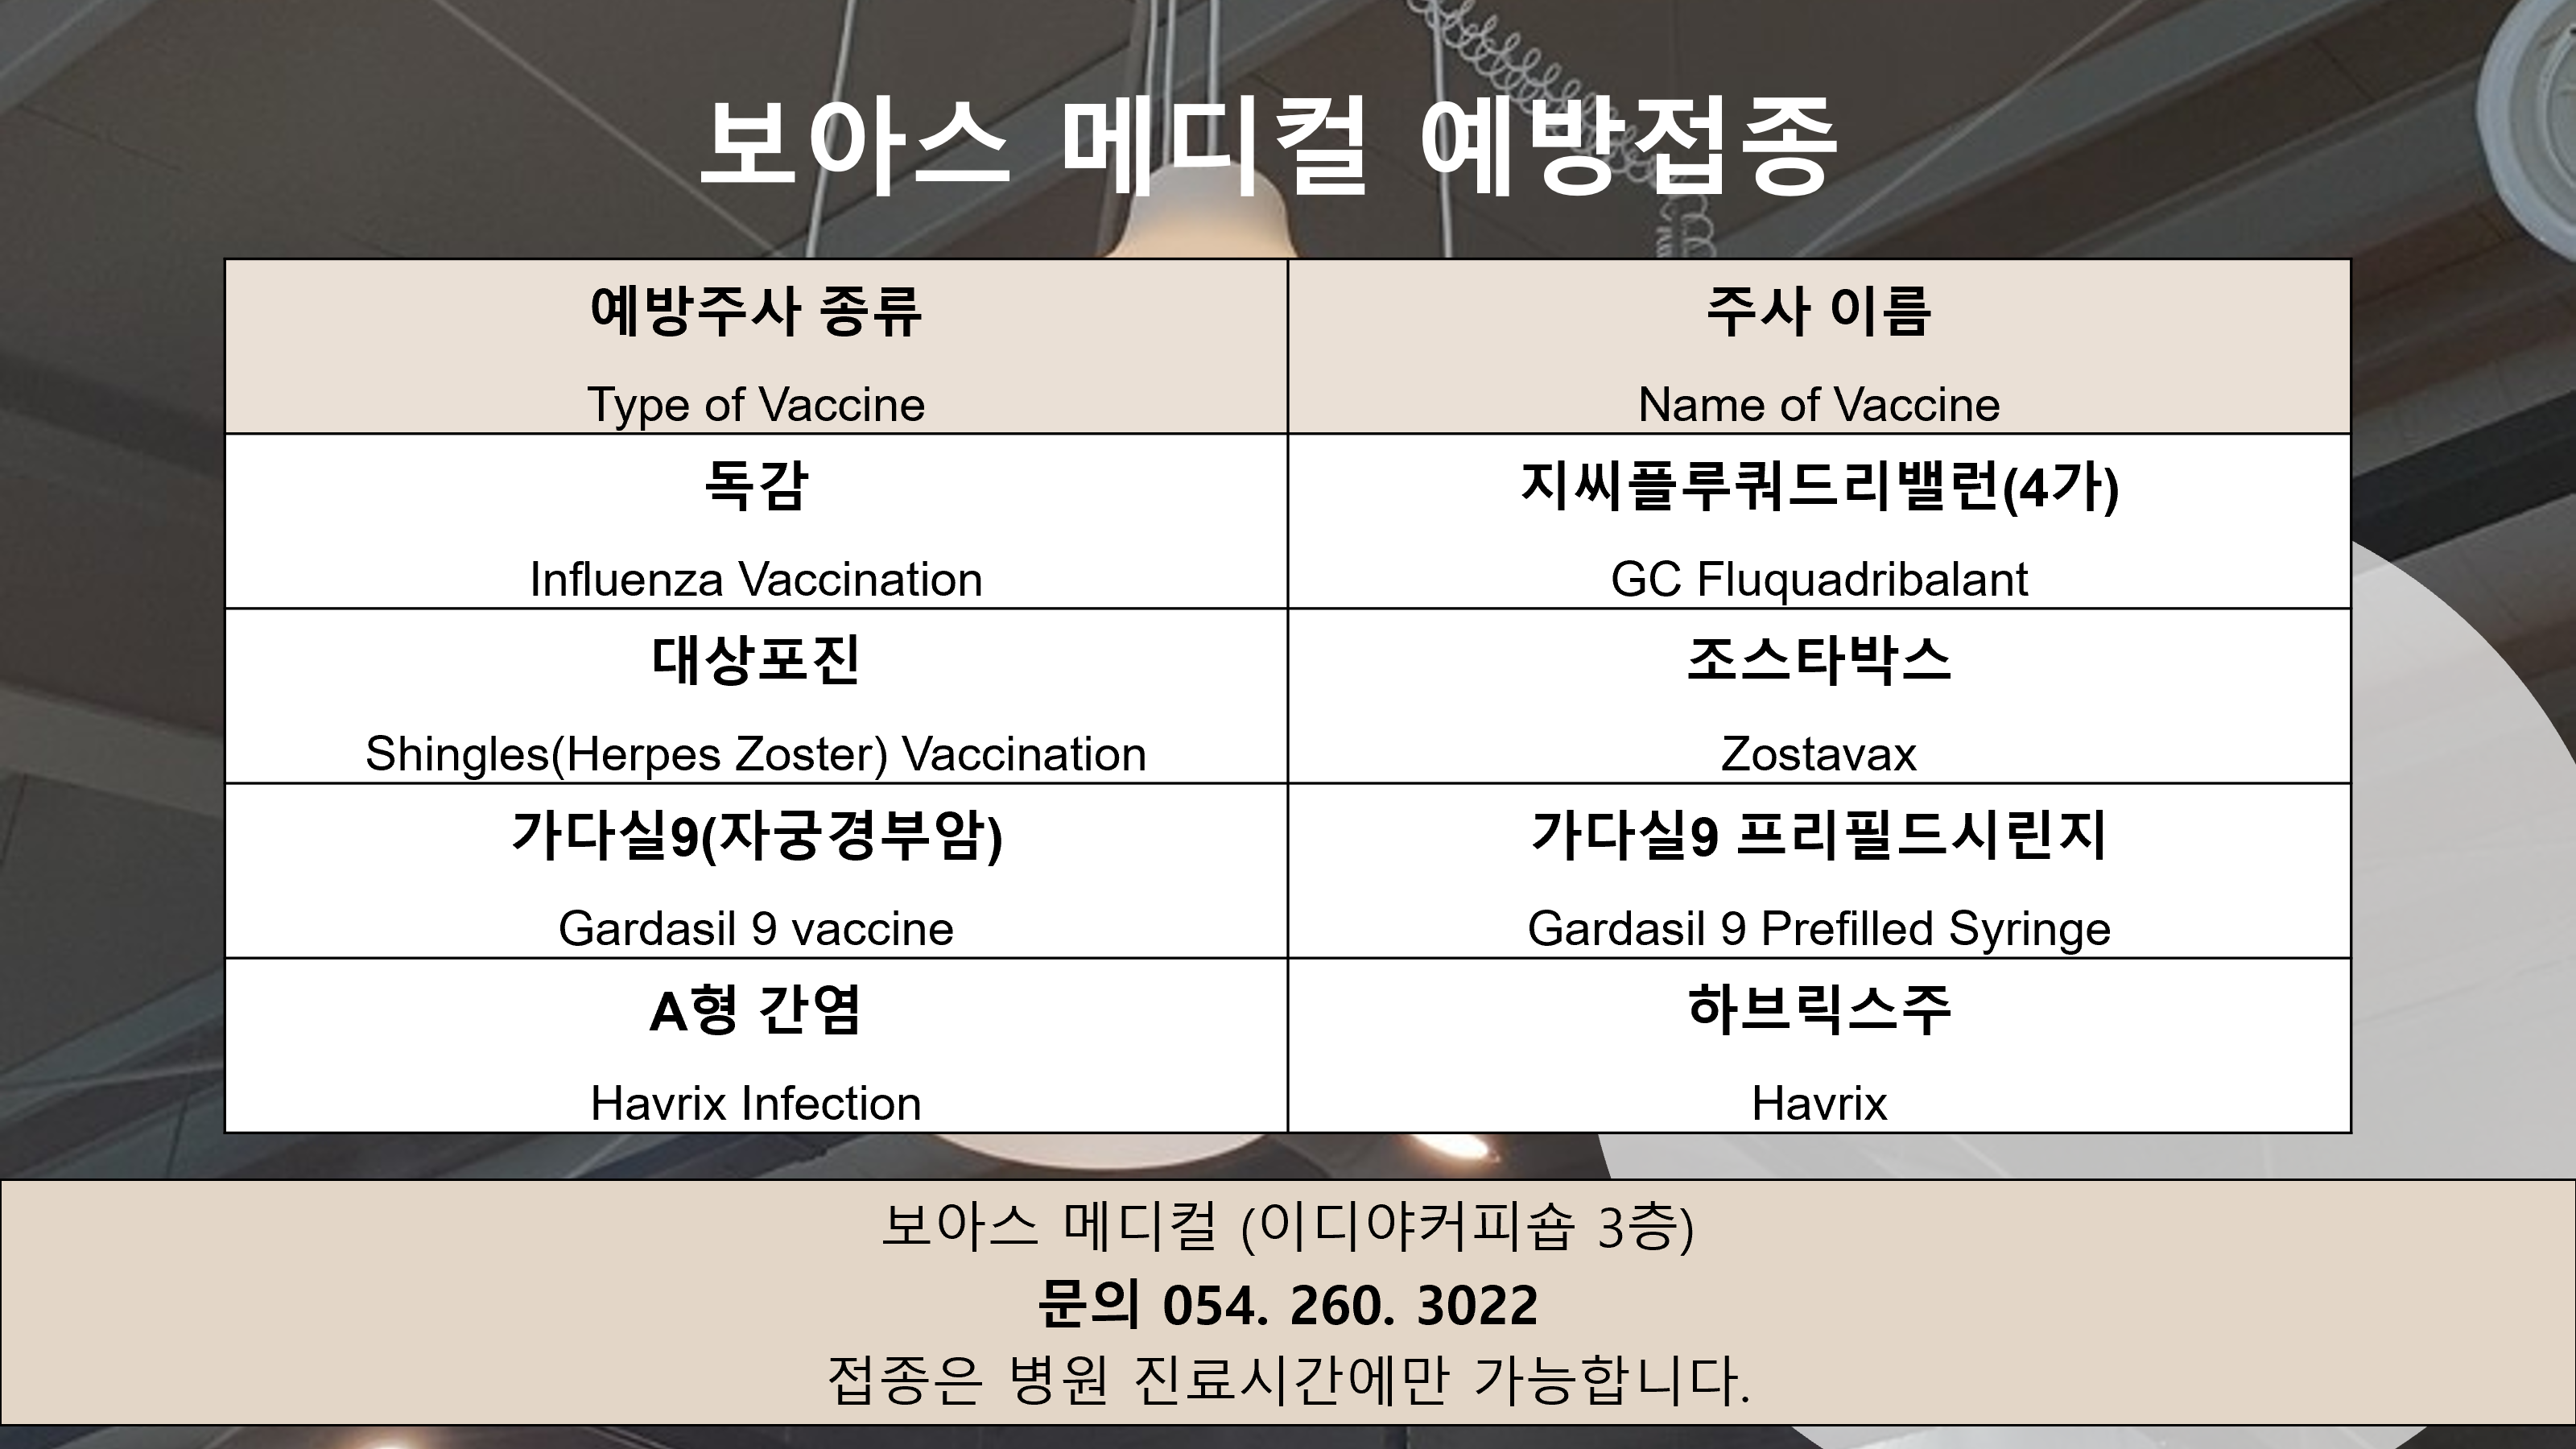 보아스 메디컬 예방접종
예방주사 종류
Type of Vaccine
주사 이름
Name of Vaccine
독감
Influenza Vaccination
지씨플루쿼드리밸런(4가)
GC Fluquadribalant
대상포진
Shingles(Herpes Zoster) Vaccination
조스타박스
Zostavax
가다실9(자궁경부암)
Gardasil 9 vaccine
가다실9 프리필드시린지
Gardasil 9 Prefilled Syringe
A형 간염
Havrix Infection
하브릭스주
Havrix
보아스 메디컬 (이디야커피숍 3층)
문의 054. 260. 3022
접종은 병원 진료시간에만 가능합니다.